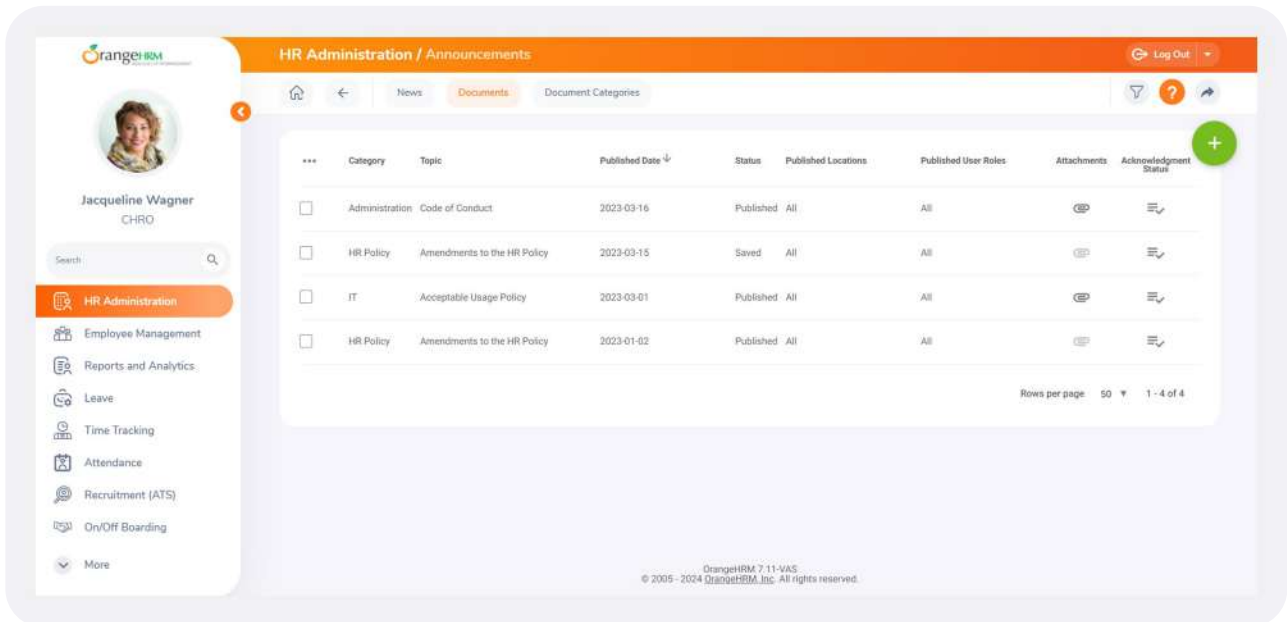 OrangeHRM
HR Administration / Announcements
Log Out
News Documents Document Categories
?
+
Jacqueline Wagner
CHRO
Search
HR Administration
Employee Management
Reports and Analytics
Leave
Time Tracking
Attendance
Recruitment (ATS)
On/Off Boarding
More
Category Topic Published Date Status Published Locations Published User Roles Attachments Acknowledgment
Status
Administration Code of Conduct 2023-03-16 Published All All
HR Policy Amendments to the HR Policy 2023-03-15 Saved All All
IT Acceptable Usage Policy 2023-03-01 Published All All
HR Policy Amendments to the HR Policy 2023-01-02 Published All All
Rows per page 50 1 - 4 of 4
OrangeHRM 7.11-VAS
© 2005 - 2024 OrangeHRM, Inc. All rights reserved.